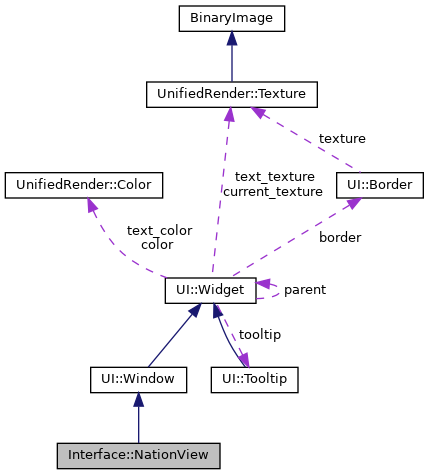 BinaryImage
UnifiedRender::Texture
texture
UnifiedRender::Color
text_texture
current_texture
UI::Border
text_color
color
border
UI::Widget
parent
tooltip
UI::Window
UI::Tooltip
Interface::NationView